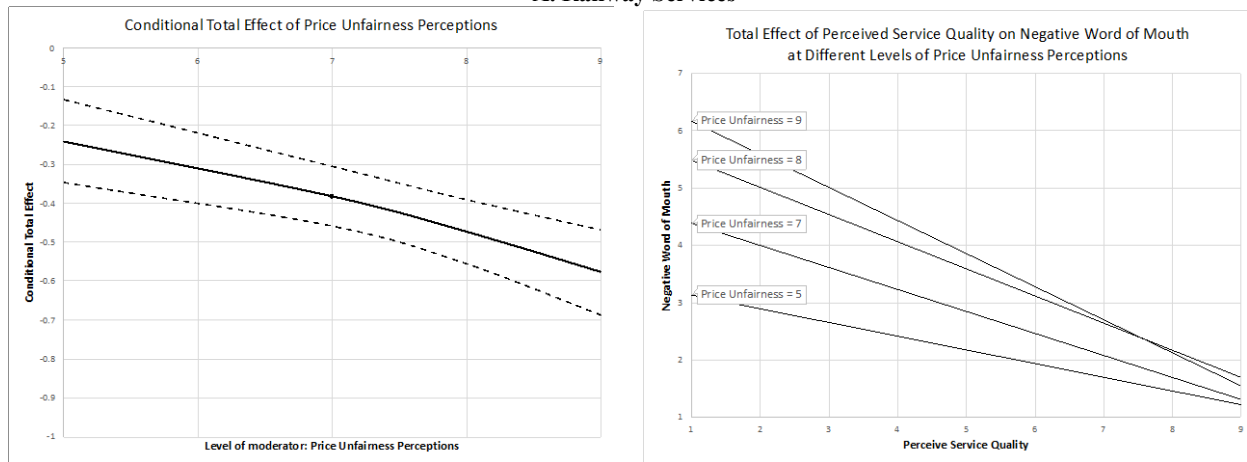 A. Railway Services
Conditional Total Effect of Price Unfairness Perceptions
0
5
6
7
8
9
-0.1
-0.2
-0.3
-0.4
-0.5
-0.6
-0.7
-0.8
-0.9
-1
Conditional Total Effect
Level of moderator: Price Unfairness Perceptions
Total Effect of Perceived Service Quality on Negative Word of Mouth
at Different Levels of Price Unfairness Perceptions
7
6
5
4
3
2
1
Negative Word of Mouth
Price Unfairness = 9
Price Unfairness = 8
Price Unfairness = 7
Price Unfairness = 5
1
2
3
4
5
6
7
8
9
Perceive Service Quality